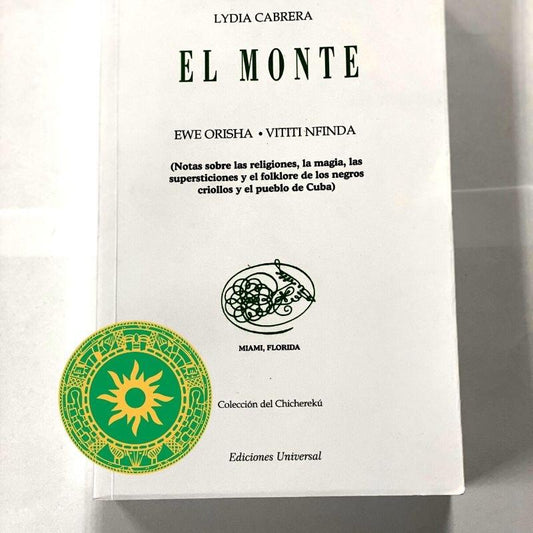 LYDIA CABRERA
EL MONTE
EWE ORISHA • VITITI NFINDA
(Notas sobre las religiones, la magia, las
supersticiones y el folklore de los negros
criollos y el pueblo de Cuba)
MIAMI, FLORIDA
Colección del Chicherekú
Ediciones Universal